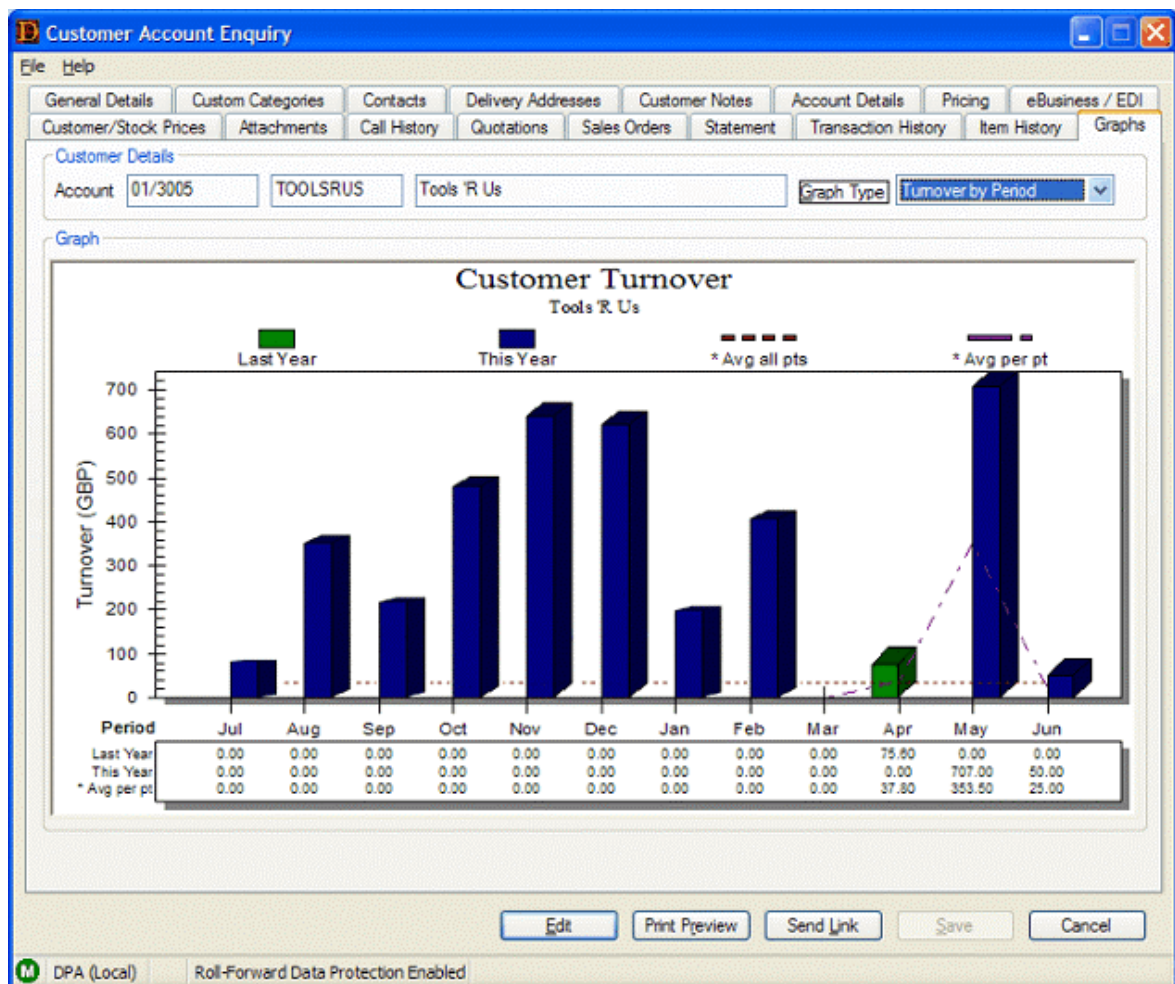 Customer Account Enquiry
File Help
General Details Custom Categories Contacts Delivery Addresses Customer Notes Account Details Pricing eBusiness / EDI
Customer/Stock Prices Attachments Call History Quotations Sales Orders Statement Transaction History Item History Graphs
Customer Details
Account 01/3005 TOOLSRUS Tools 'R Us Graph Type Turnover by Period
Graph
Customer Turnover
Tools 'R Us
Last Year This Year * Avg all pts * Avg per pt
700
600
500
400
300
200
100
0
Turnover (GBP)
Period Jul Aug Sep Oct Nov Dec Jan Feb Mar Apr May Jun
Last Year 0.00 0.00 0.00 0.00 0.00 0.00 0.00 0.00 0.00 75.60 0.00 0.00
This Year 0.00 0.00 0.00 0.00 0.00 0.00 0.00 0.00 0.00 0.00 707.00 50.00
* Avg per pt 0.00 0.00 0.00 0.00 0.00 0.00 0.00 0.00 0.00 37.80 353.50 25.00
Edit Print Preview Send Link Save Cancel
M DPA (Local) Roll-Forward Data Protection Enabled